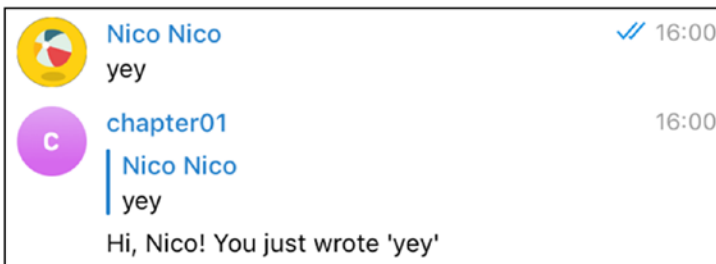 Nico Nico 16:00
yey
C
chapter01 16:00
Nico Nico
yey
Hi, Nico! You just wrote 'yey'